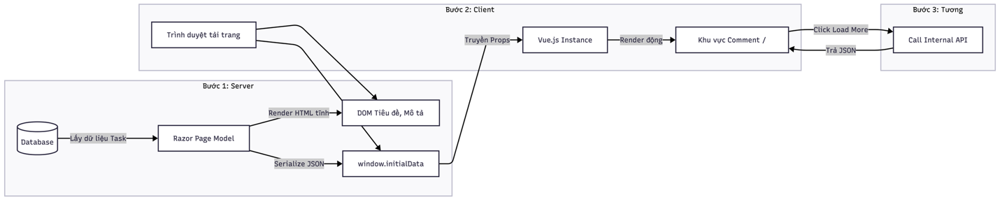 Bước 2: Client
Bước 3: Tương
Trình duyệt tải trang
Truyền Props
Vue.js Instance
Render động
Khu vực Comment /
Click Load More
Trả JSON
Call Internal API
Bước 1: Server
Database
Lấy dữ liệu Task
Razor Page Model
Render HTML tĩnh
Serialize JSON
DOM Tiêu đề, Mô tả
window.initialData